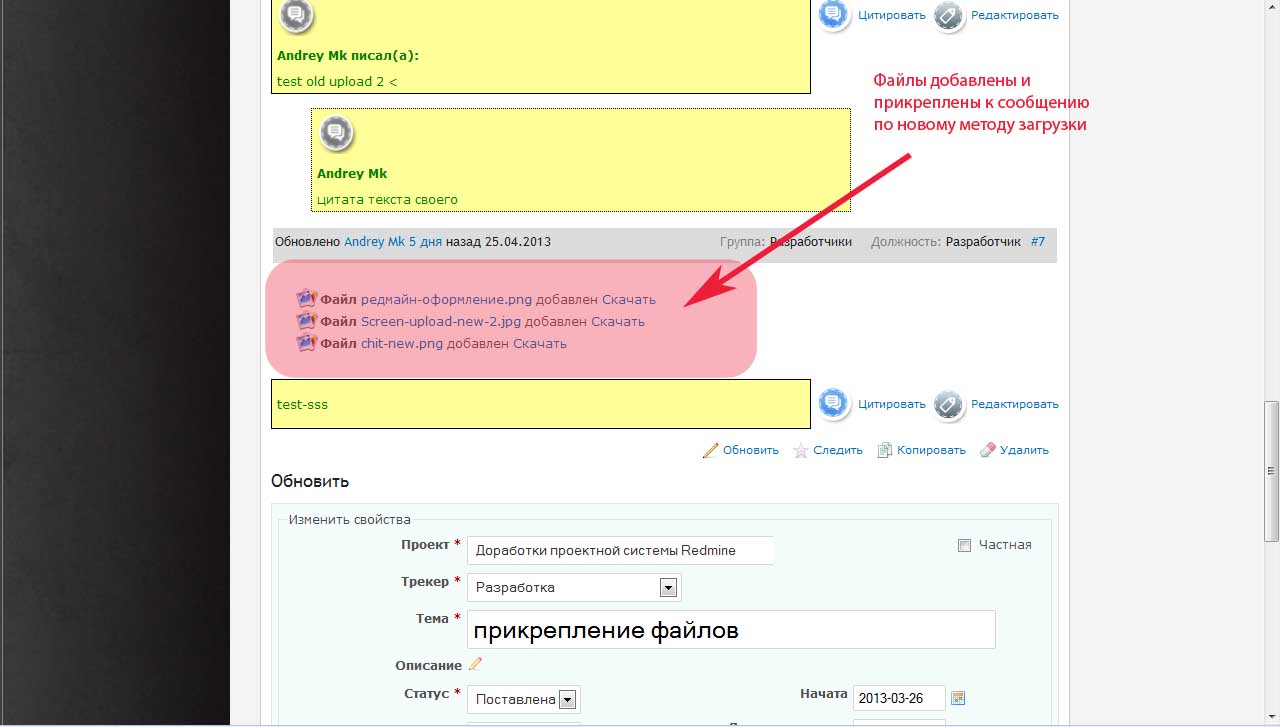 Цитировать Редактировать
Andrey Mk писал(а):
test old upload 2 <
Файлы добавлены и
прикреплены к сообщению
по новому методу загрузки
Andrey Mk
цитата текста своего
Обновлено Andrey Mk 5 дня назад 25.04.2013 Группа: Разработчики Должность: Разработчик #7
Файл редмайн-оформление.png добавлен Скачать
Файл Screen-upload-new-2.jpg добавлен Скачать
Файл chit-new.png добавлен Скачать
test-sss Цитировать Редактировать
Обновить Следить Копировать Удалить
Обновить
Изменить свойства
Проект * Доработки проектной системы Redmine Частная
Трекер * Разработка
Тема * прикрепление файлов
Описание
Статус * Поставлена Начата 2013-03-26